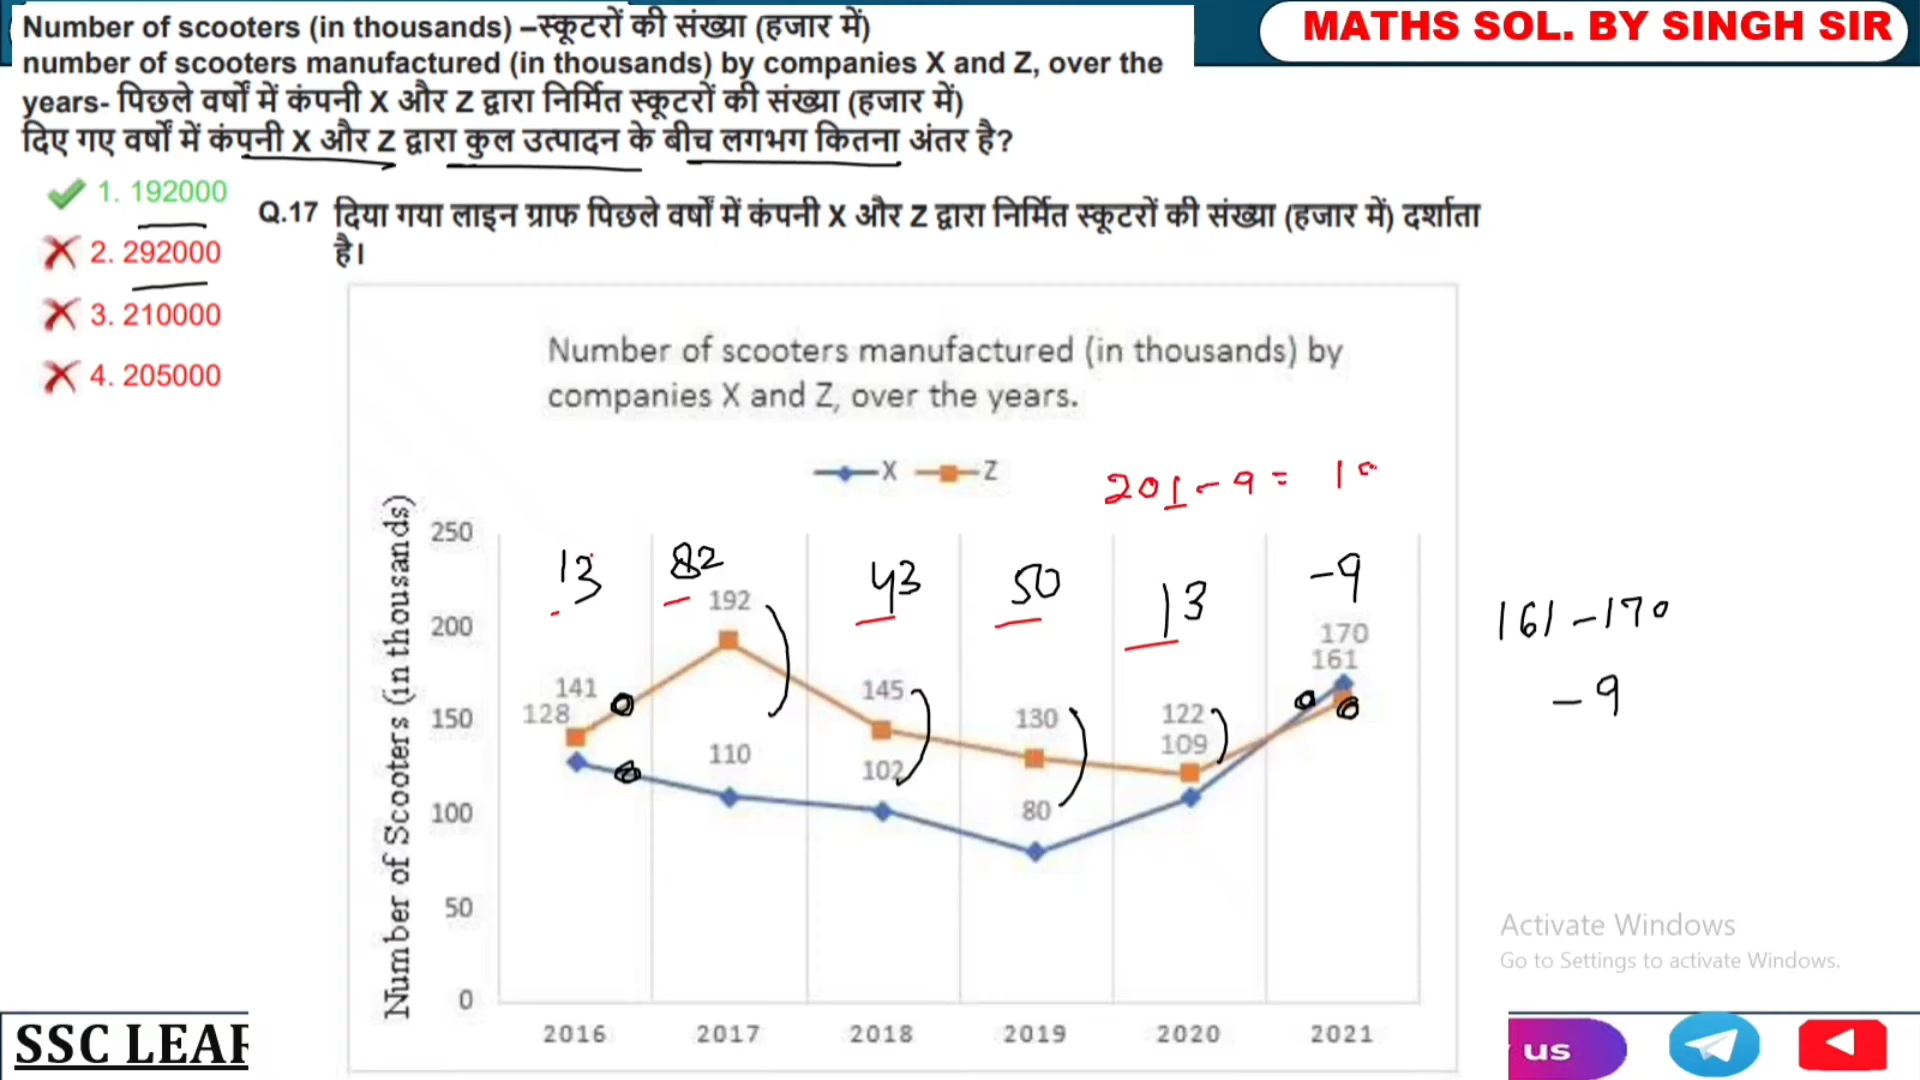 Number of scooters (in thousands) –स्कूटरों की संख्या (हजार में)
MATHS SOL. BY SINGH SIR
number of scooters manufactured (in thousands) by companies X and Z, over the
years- पिछले वर्षों में कंपनी X और Z द्वारा निर्मित स्कूटरों की संख्या (हजार में)
दिए गए वर्षों में कंपनी X और Z द्वारा कुल उत्पादन के बीच लगभग कितना अंतर है?
1. 192000
2. 292000
3. 210000
4. 205000
Q.17 दिया गया लाइन ग्राफ पिछले वर्षों में कंपनी X और Z द्वारा निर्मित स्कूटरों की संख्या (हजार में) दर्शाता
है।
Number of scooters manufactured (in thousands) by
companies X and Z, over the years.
X Z
201-9= 1
Number of Scooters (in thousands)
250
200
150
100
50
0
13 82 43 50 13 -9
141 192 145 130 122 170
128 110 102 80 109 161
161-170
-9
2016 2017 2018 2019 2020 2021
Activate Windows
Go to Settings to activate Windows.
SSC LEAR
us